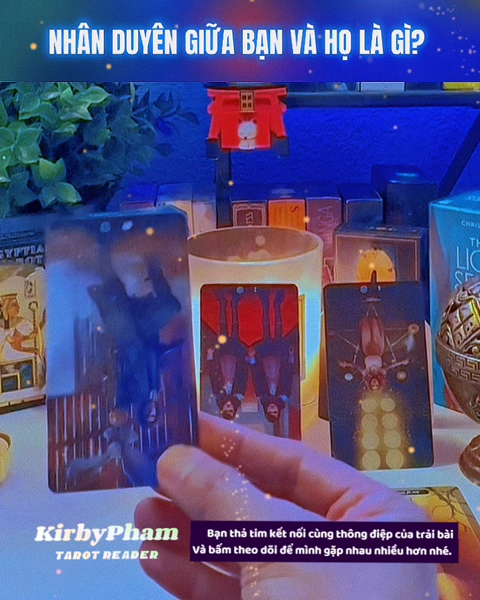 NHÂN DUYÊN GIỮA BẠN VÀ HỌ LÀ GÌ?
CHRIS
KirbyPham
TAROT READER
Bạn thả tim kết nối cùng thông điệp của trải bài
Và bấm theo dõi để mình gặp nhau nhiều hơn nhé.